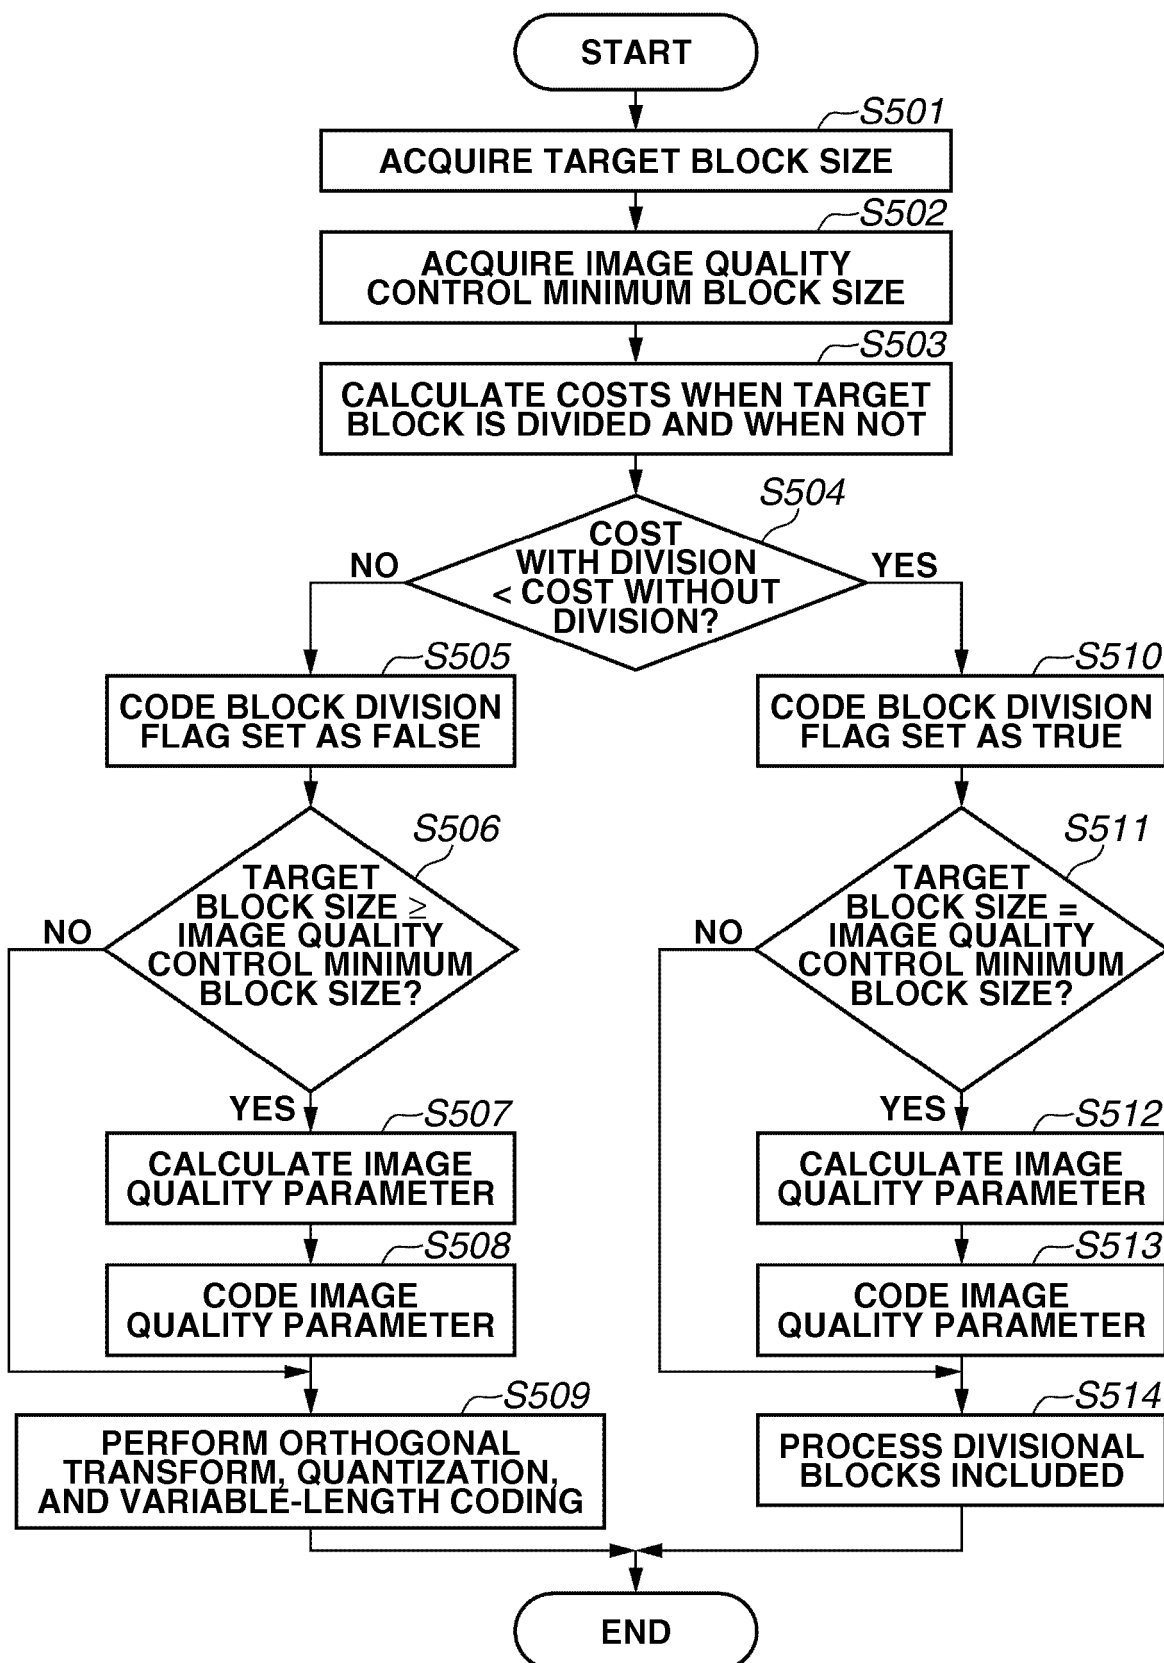 START
S501
ACQUIRE TARGET BLOCK SIZE
S502
ACQUIRE IMAGE QUALITY
CONTROL MINIMUM BLOCK SIZE
S503
CALCULATE COSTS WHEN TARGET
BLOCK IS DIVIDED AND WHEN NOT
S504
COST
WITH DIVISION
< COST WITHOUT
DIVISION?
NO
YES
S505
CODE BLOCK DIVISION
FLAG SET AS FALSE
S506
TARGET
BLOCK SIZE ≥
IMAGE QUALITY
CONTROL MINIMUM
BLOCK SIZE?
NO
YES
S507
CALCULATE IMAGE
QUALITY PARAMETER
S508
CODE IMAGE
QUALITY PARAMETER
S509
PERFORM ORTHOGONAL
TRANSFORM, QUANTIZATION,
AND VARIABLE-LENGTH CODING
S510
CODE BLOCK DIVISION
FLAG SET AS TRUE
S511
TARGET
BLOCK SIZE =
IMAGE QUALITY
CONTROL MINIMUM
BLOCK SIZE?
NO
YES
S512
CALCULATE IMAGE
QUALITY PARAMETER
S513
CODE IMAGE
QUALITY PARAMETER
S514
PROCESS DIVISIONAL
BLOCKS INCLUDED
END